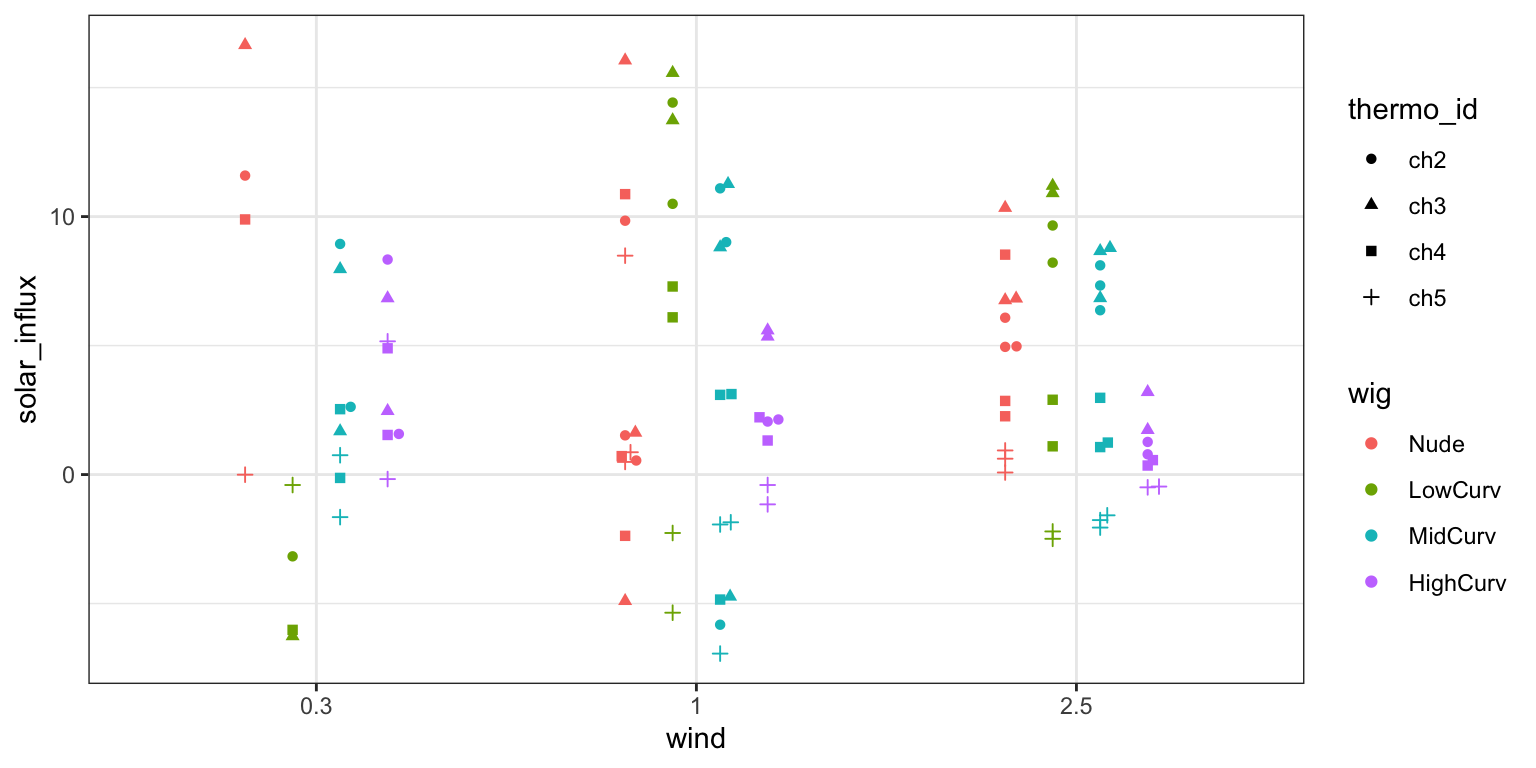 solar_influx
10
0
0.3
1
2.5
wind
thermo_id
ch2
ch3
ch4
ch5
wig
Nude
LowCurv
MidCurv
HighCurv